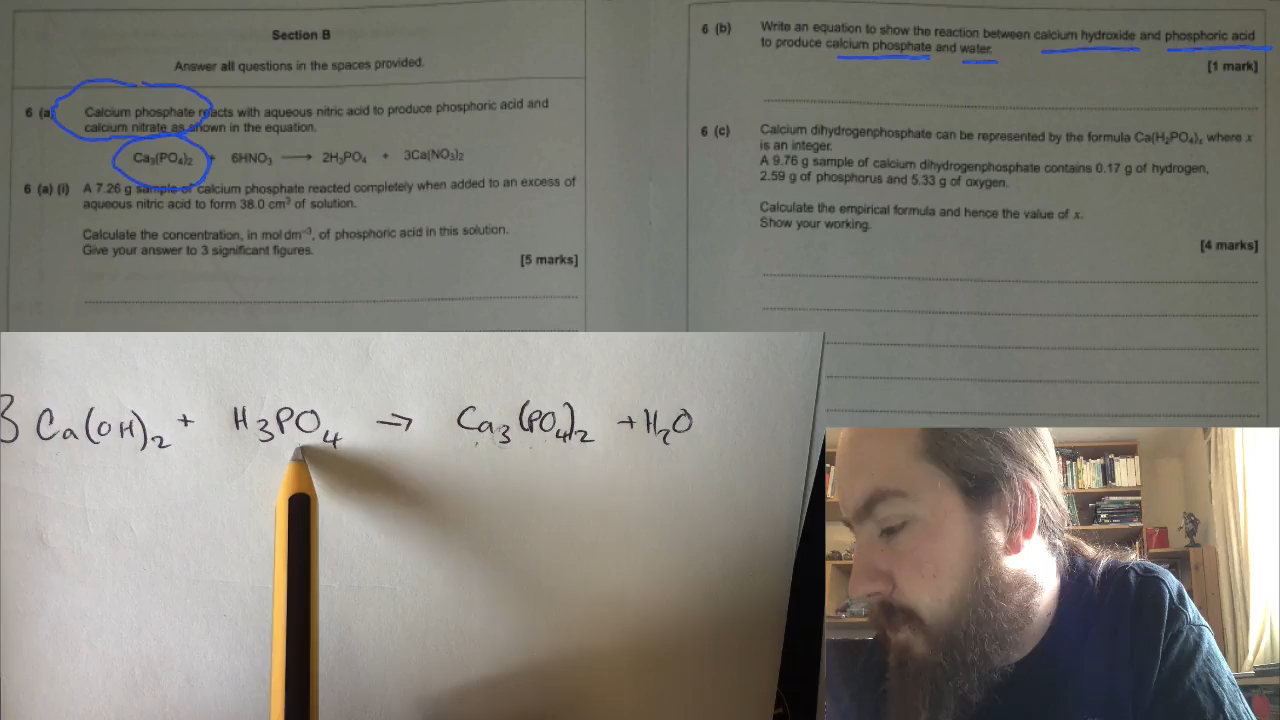 Section B
Answer all questions in the spaces provided.
6 (a) Calcium phosphate reacts with aqueous nitric acid to produce phosphoric acid and
calcium nitrate as shown in the equation.
Ca₃(PO₄)₂ + 6HNO₃ ⟶ 2H₃PO₄ + 3Ca(NO₃)₂
6 (a) (i) A 7.26 g sample of calcium phosphate reacted completely when added to an excess of
aqueous nitric acid to form 38.0 cm³ of solution.
Calculate the concentration, in mol dm⁻³, of phosphoric acid in this solution.
Give your answer to 3 significant figures.
[5 marks]
6 (b) Write an equation to show the reaction between calcium hydroxide and phosphoric acid
to produce calcium phosphate and water.
[1 mark]
6 (c) Calcium dihydrogenphosphate can be represented by the formula Ca(H₂PO₄)ₓ where x
is an integer.
A 9.76 g sample of calcium dihydrogenphosphate contains 0.17 g of hydrogen,
2.59 g of phosphorus and 5.33 g of oxygen.
Calculate the empirical formula and hence the value of x.
Show your working.
[4 marks]
3 Ca(OH)₂ + H₃PO₄ → Ca₃(PO₄)₂ + H₂O